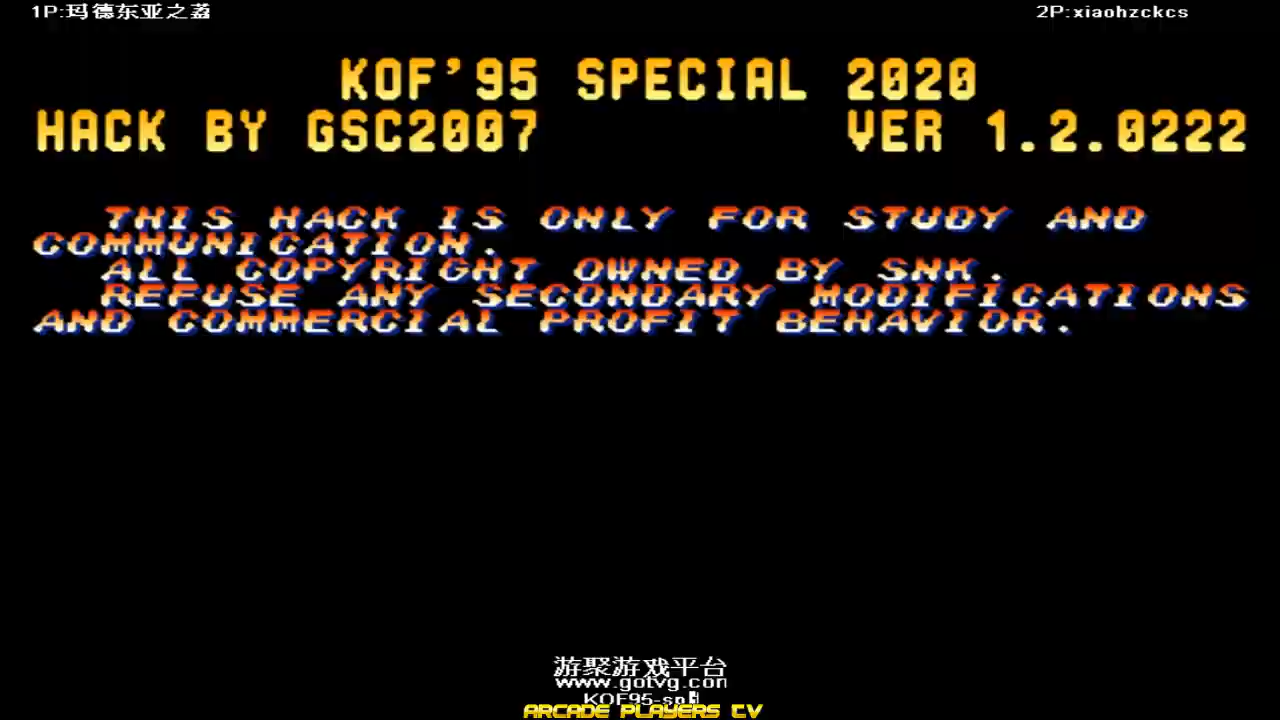 1P:玛德东亚之荔
2P:xiaohzckcs
KOF'95 SPECIAL 2020
HACK BY GSC2007
VER 1.2.0222
THIS HACK IS ONLY FOR STUDY AND
COMMUNICATION.
ALL COPYRIGHT OWNED BY SNK.
REFUSE ANY SECONDARY MODIFICATIONS
AND COMMERCIAL PROFIT BEHAVIOR.
游聚游戏平台
www.gotvg.con
ARCADE PLAYERS TV